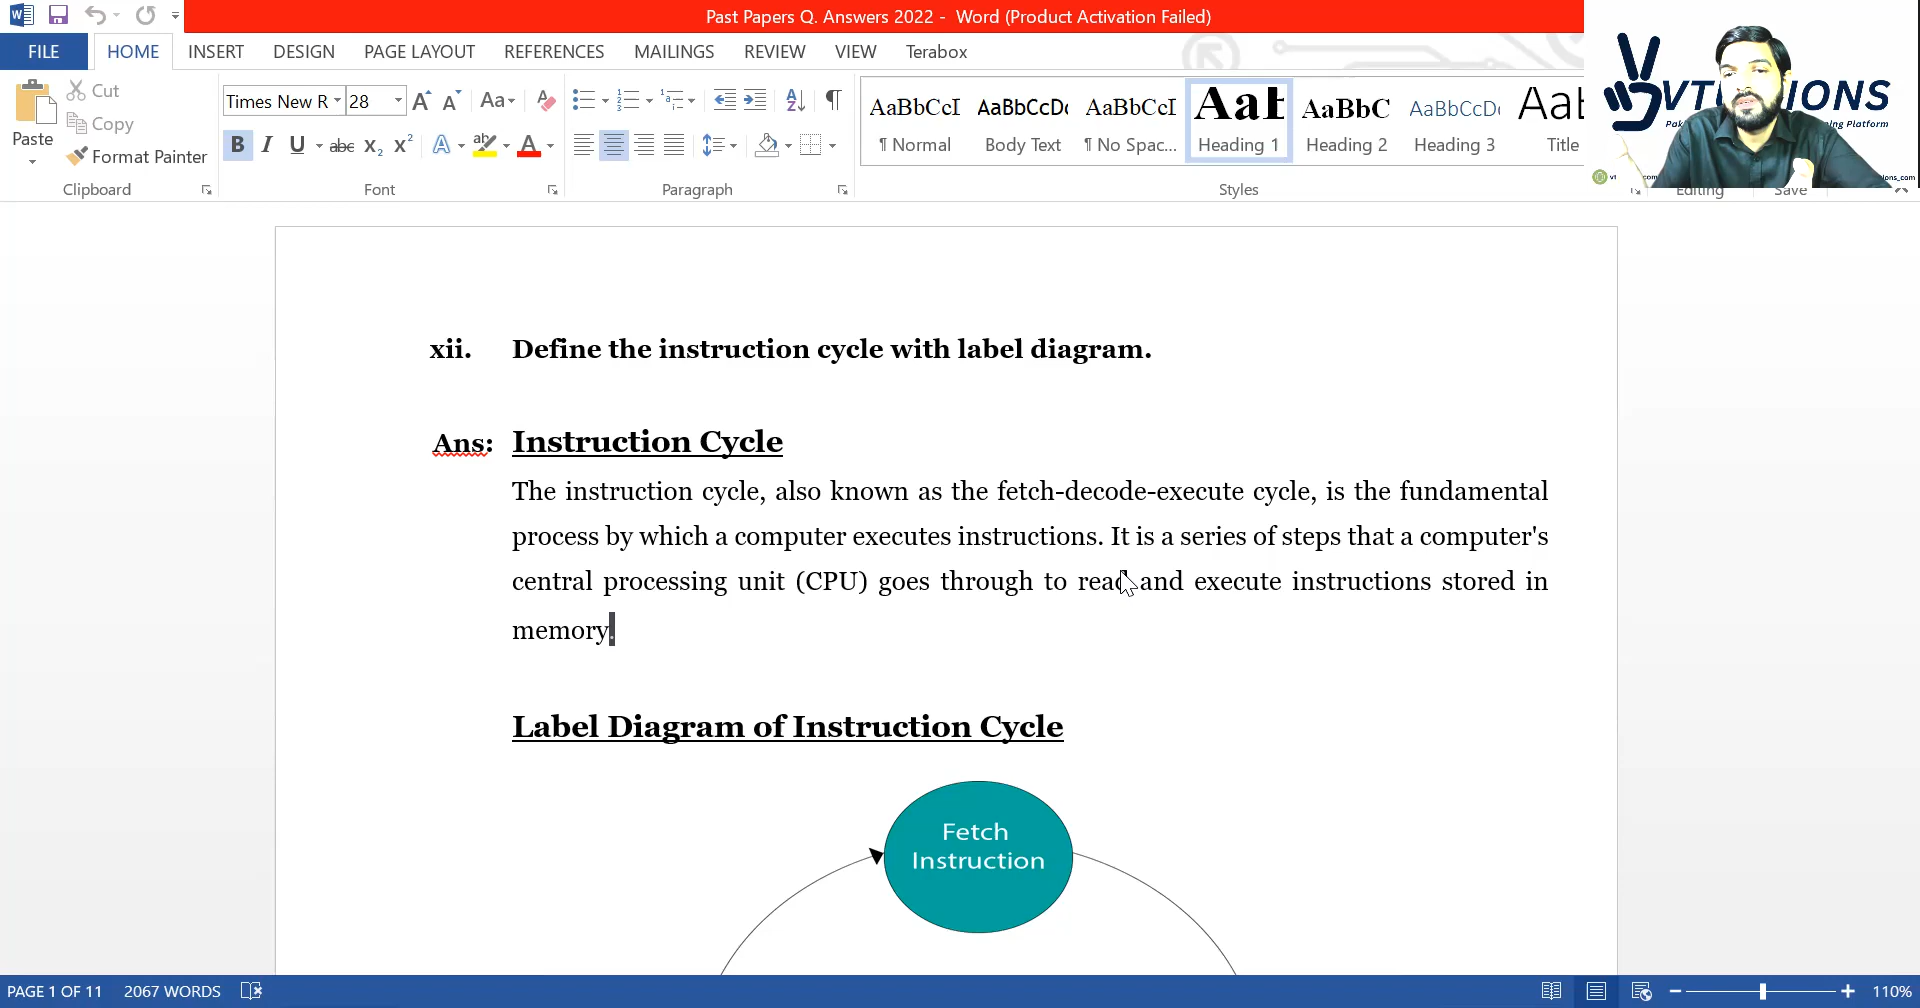 Past Papers Q. Answers 2022 - Word (Product Activation Failed)
FILE HOME INSERT DESIGN PAGE LAYOUT REFERENCES MAILINGS REVIEW VIEW Terabox
Paste Cut
Copy
Format Painter
Clipboard
Times New R 28
Font
Paragraph
AaBbCcI AaBbCcDc AaBbCcI AaB AaBbC AaBbCcDc AaB
¶ Normal Body Text ¶ No Spac... Heading 1 Heading 2 Heading 3 Title
Styles
Editing Save
xii. Define the instruction cycle with label diagram.
Ans: Instruction Cycle
The instruction cycle, also known as the fetch-decode-execute cycle, is the fundamental
process by which a computer executes instructions. It is a series of steps that a computer's
central processing unit (CPU) goes through to read and execute instructions stored in
memory.
Label Diagram of Instruction Cycle
Fetch
Instruction
PAGE 1 OF 11 2067 WORDS 110%